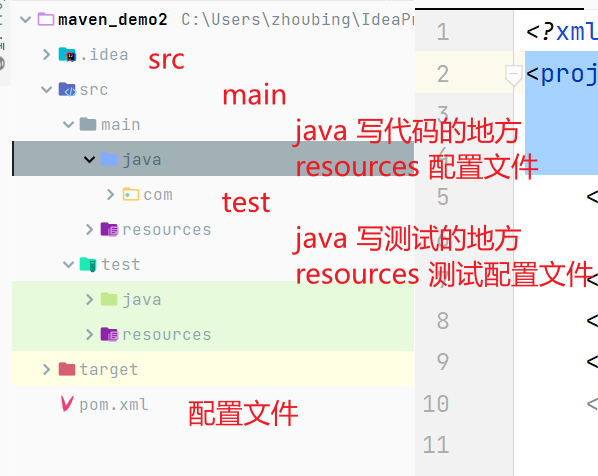 maven_demo2 C:\Users\zhoubing\IdeaPr
.idea
src
main
java
com
resources
test
java
resources
target
pom.xml
src
main
java 写代码的地方
resources 配置文件
test
java 写测试的地方
resources 测试配置文件
配置文件
1 <?xml
2 <proj
3
5 <
8 <
9 <
10 <
11